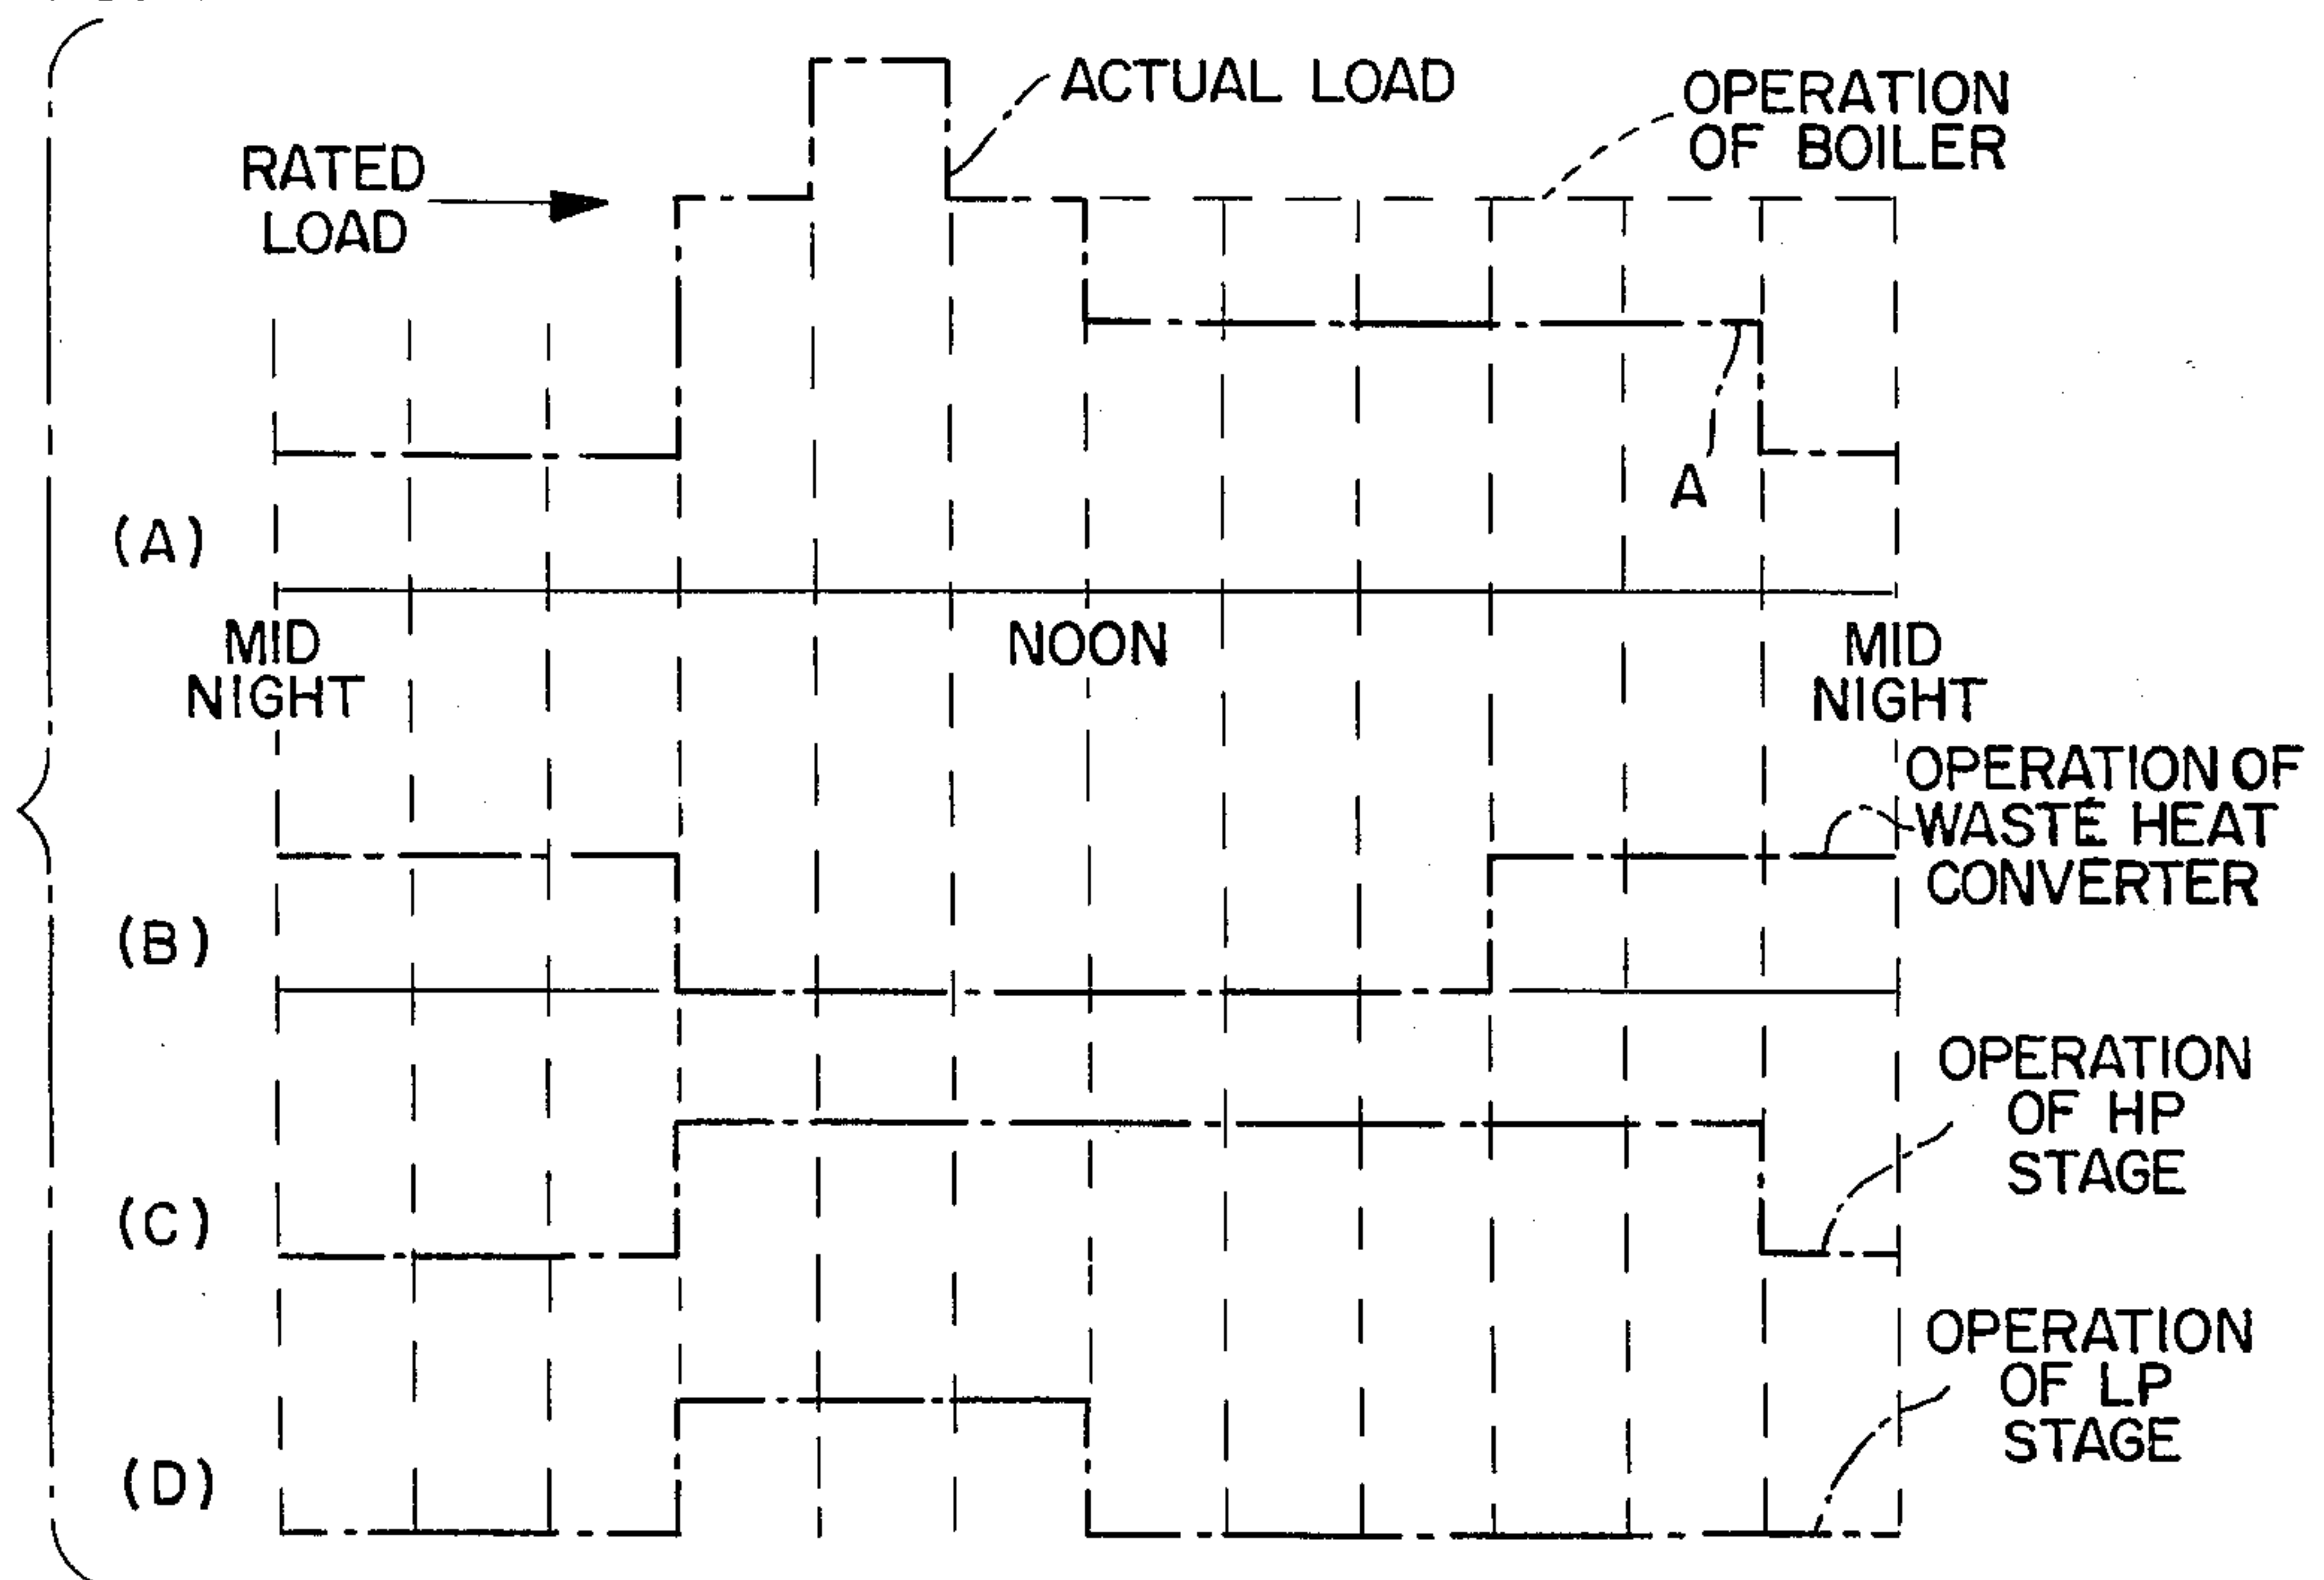 ACTUAL LOAD
OPERATION
OF BOILER
RATED
LOAD
A
(A)
MID
NIGHT
NOON
MID
NIGHT
OPERATION OF
WASTE HEAT
CONVERTER
(B)
OPERATION
OF HP
STAGE
(C)
OPERATION
OF LP
STAGE
(D)